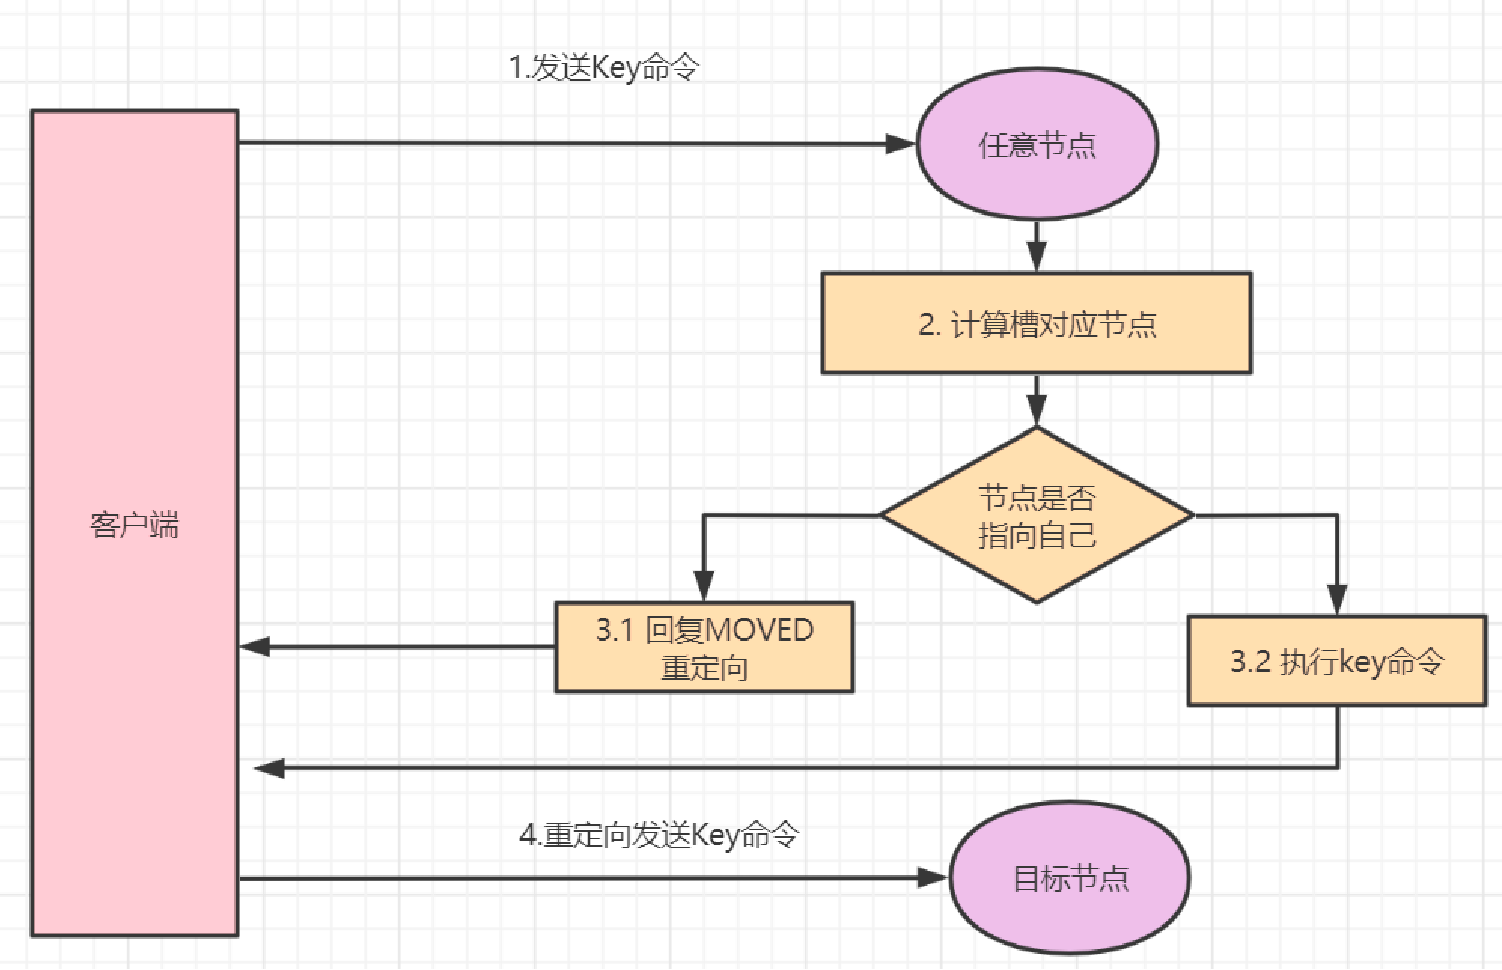 1.发送Key命令
任意节点
2. 计算槽对应节点
节点是否
指向自己
客户端
3.1 回复MOVED
重定向
3.2 执行key命令
4.重定向发送Key命令
目标节点